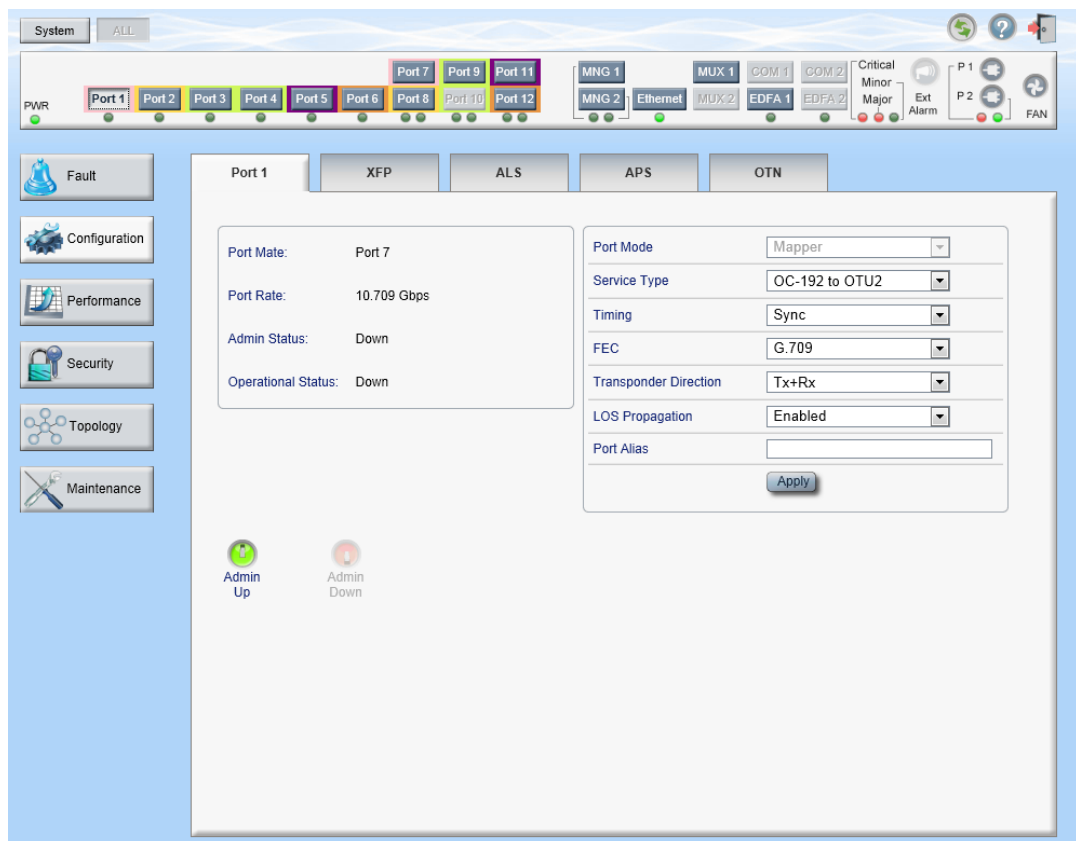 System ALL
Port 7 Port 9 Port 11 MNG 1 MUX 1 COM 1 COM 2 Critical P 1
Minor
PWR Port 1 Port 2 Port 3 Port 4 Port 5 Port 6 Port 8 Port 10 Port 12 MNG 2 Ethernet MUX 2 EDFA 1 EDFA 2 Major Ext Alarm P 2 FAN
Fault
Configuration
Performance
Security
Topology
Maintenance
Port 1 XFP ALS APS OTN
Port Mate: Port 7
Port Rate: 10.709 Gbps
Admin Status: Down
Operational Status: Down
Port Mode Mapper
Service Type OC-192 to OTU2
Timing Sync
FEC G.709
Transponder Direction Tx+Rx
LOS Propagation Enabled
Port Alias
Apply
Admin Up
Admin Down